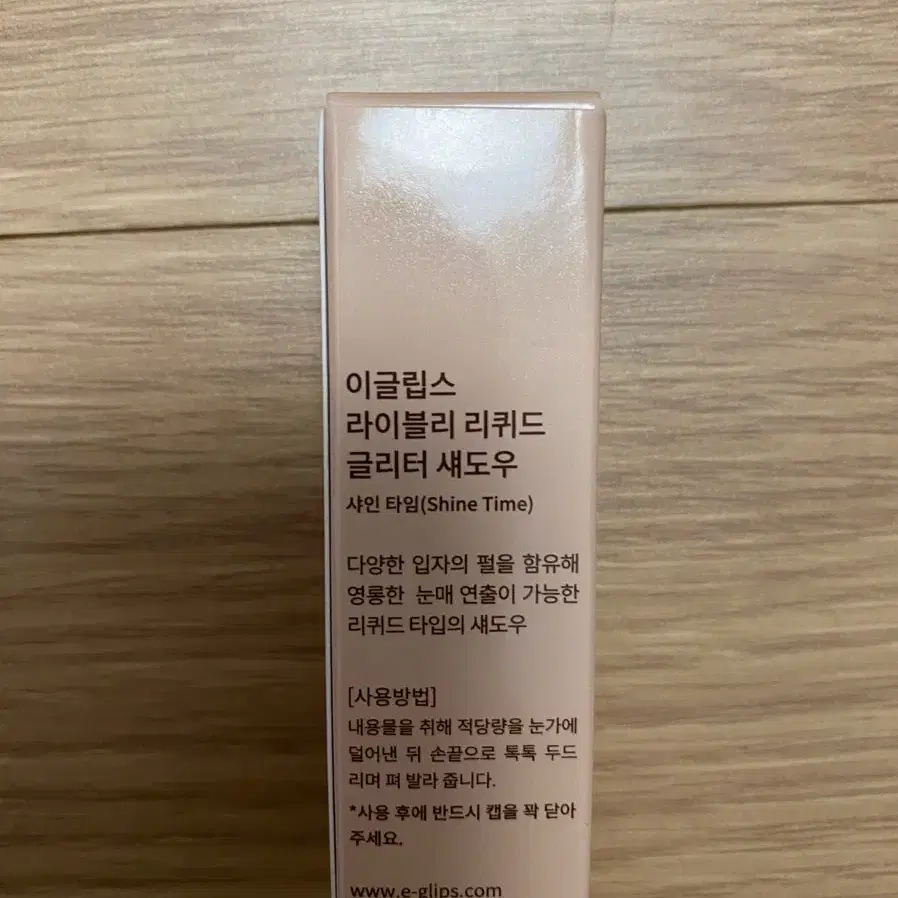 이글립스
라이블리 리퀴드
글리터 섀도우
샤인 타임(Shine Time)
다양한 입자의 펄을 함유해
영롱한 눈매 연출이 가능한
리퀴드 타입의 섀도우
[사용방법]
내용물을 취해 적당량을 눈가에
덜어낸 뒤 손끝으로 톡톡 두드
리며 펴 발라 줍니다.
*사용 후에 반드시 캡을 꽉 닫아
주세요.
www.e-glips.com